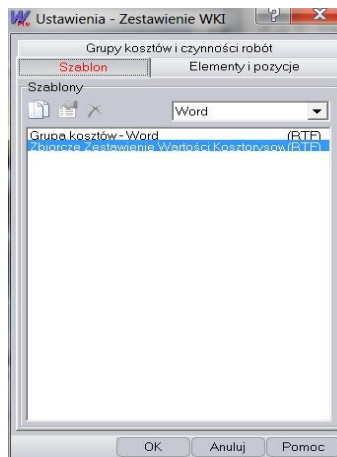 Ustawienia - Zestawienie WKI
Grupy kosztów i czynności robót
Szablon Elementy i pozycje
Szablony
Word
Grupa kosztów - Word (RTF)
Zbiorcze Zestawienie Wartości Kosztorysow (RTF)
OK Anuluj Pomoc